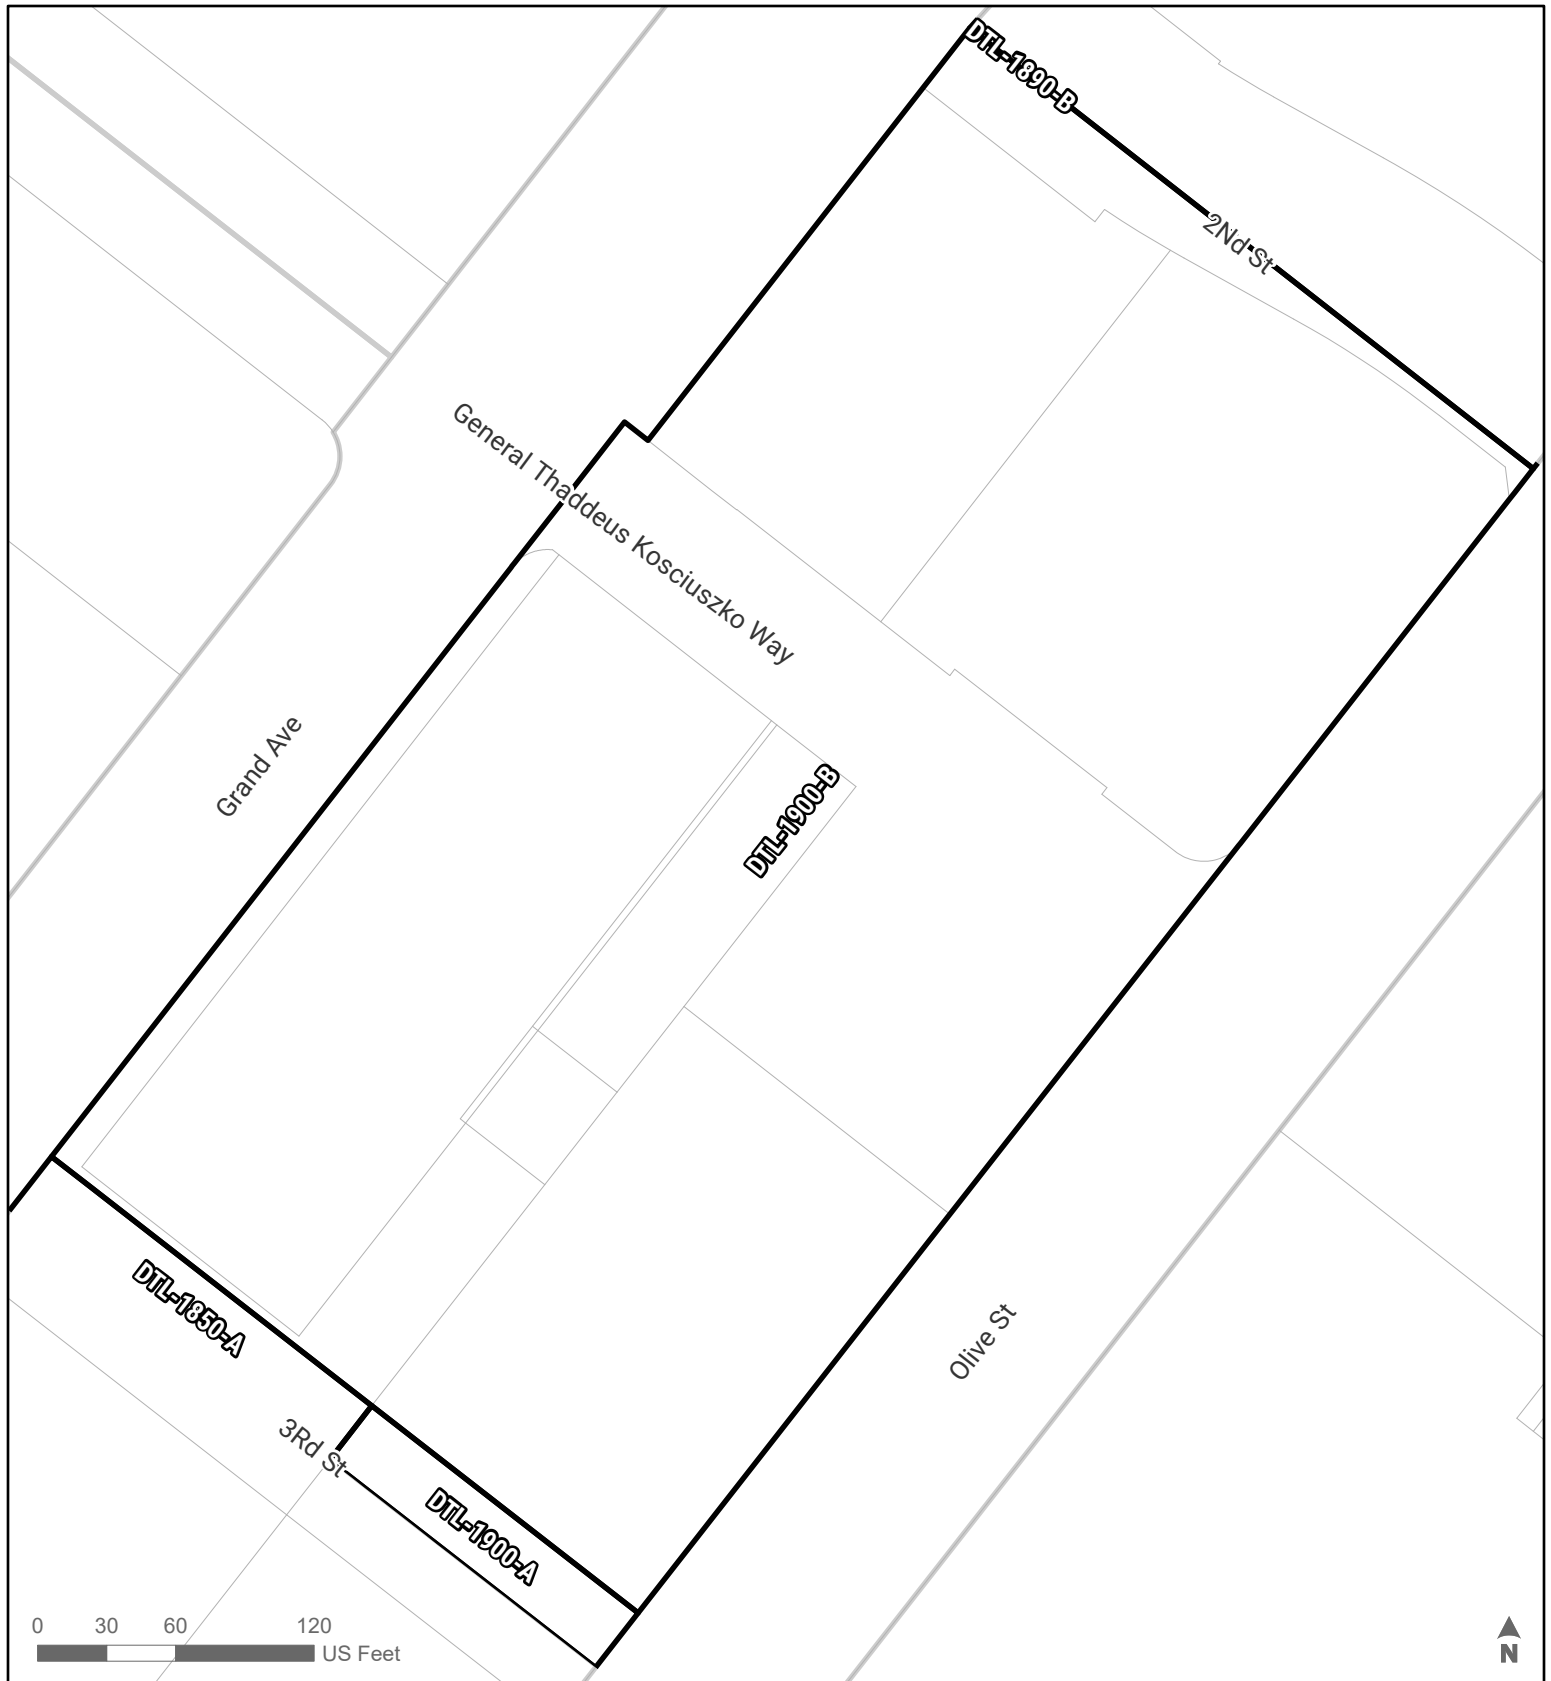 DTL-1890-B
2Nd St
General Thaddeus Kosciuszko Way
Grand Ave
DTL-1900-B
DTL-1850-A
Olive St
3Rd St
DTL-1900-A
0 30 60 120
US Feet
N